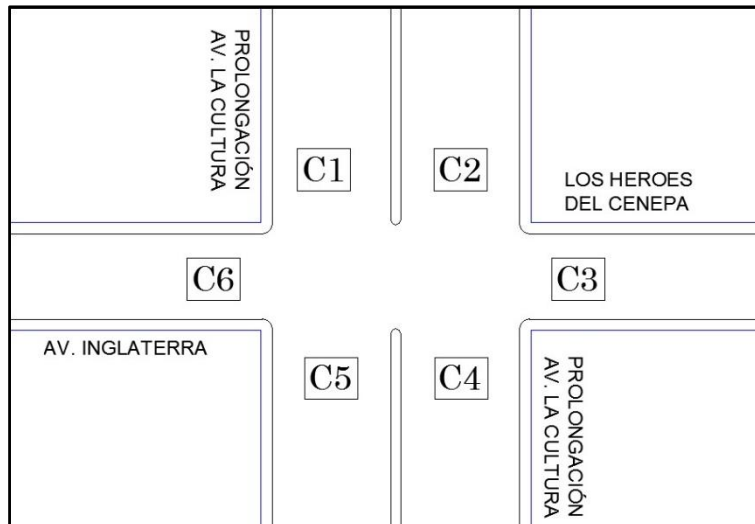 PROLONGACIÓN
AV. LA CULTURA
C1
C2
LOS HEROES
DEL CENEPA
C6
C3
AV. INGLATERRA
C5
C4
PROLONGACIÓN
AV. LA CULTURA